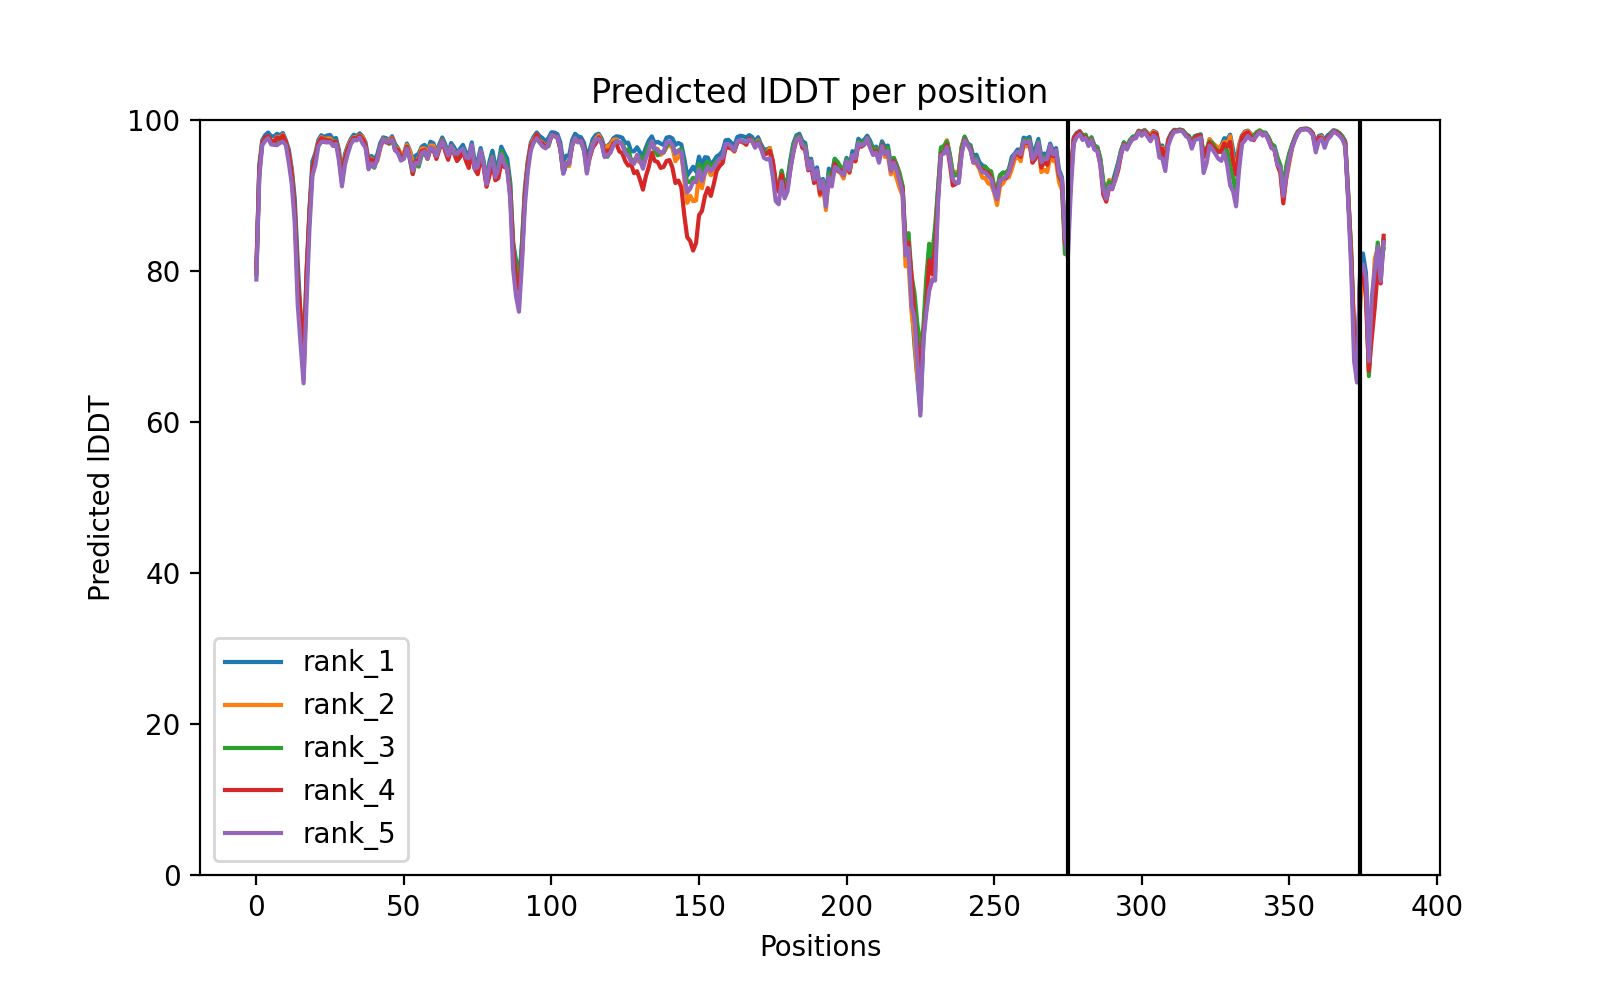 Predicted lDDT per position
Predicted lDDT
100
80
60
40
20
0
rank_1
rank_2
rank_3
rank_4
rank_5
0 50 100 150 200 250 300 350 400
Positions